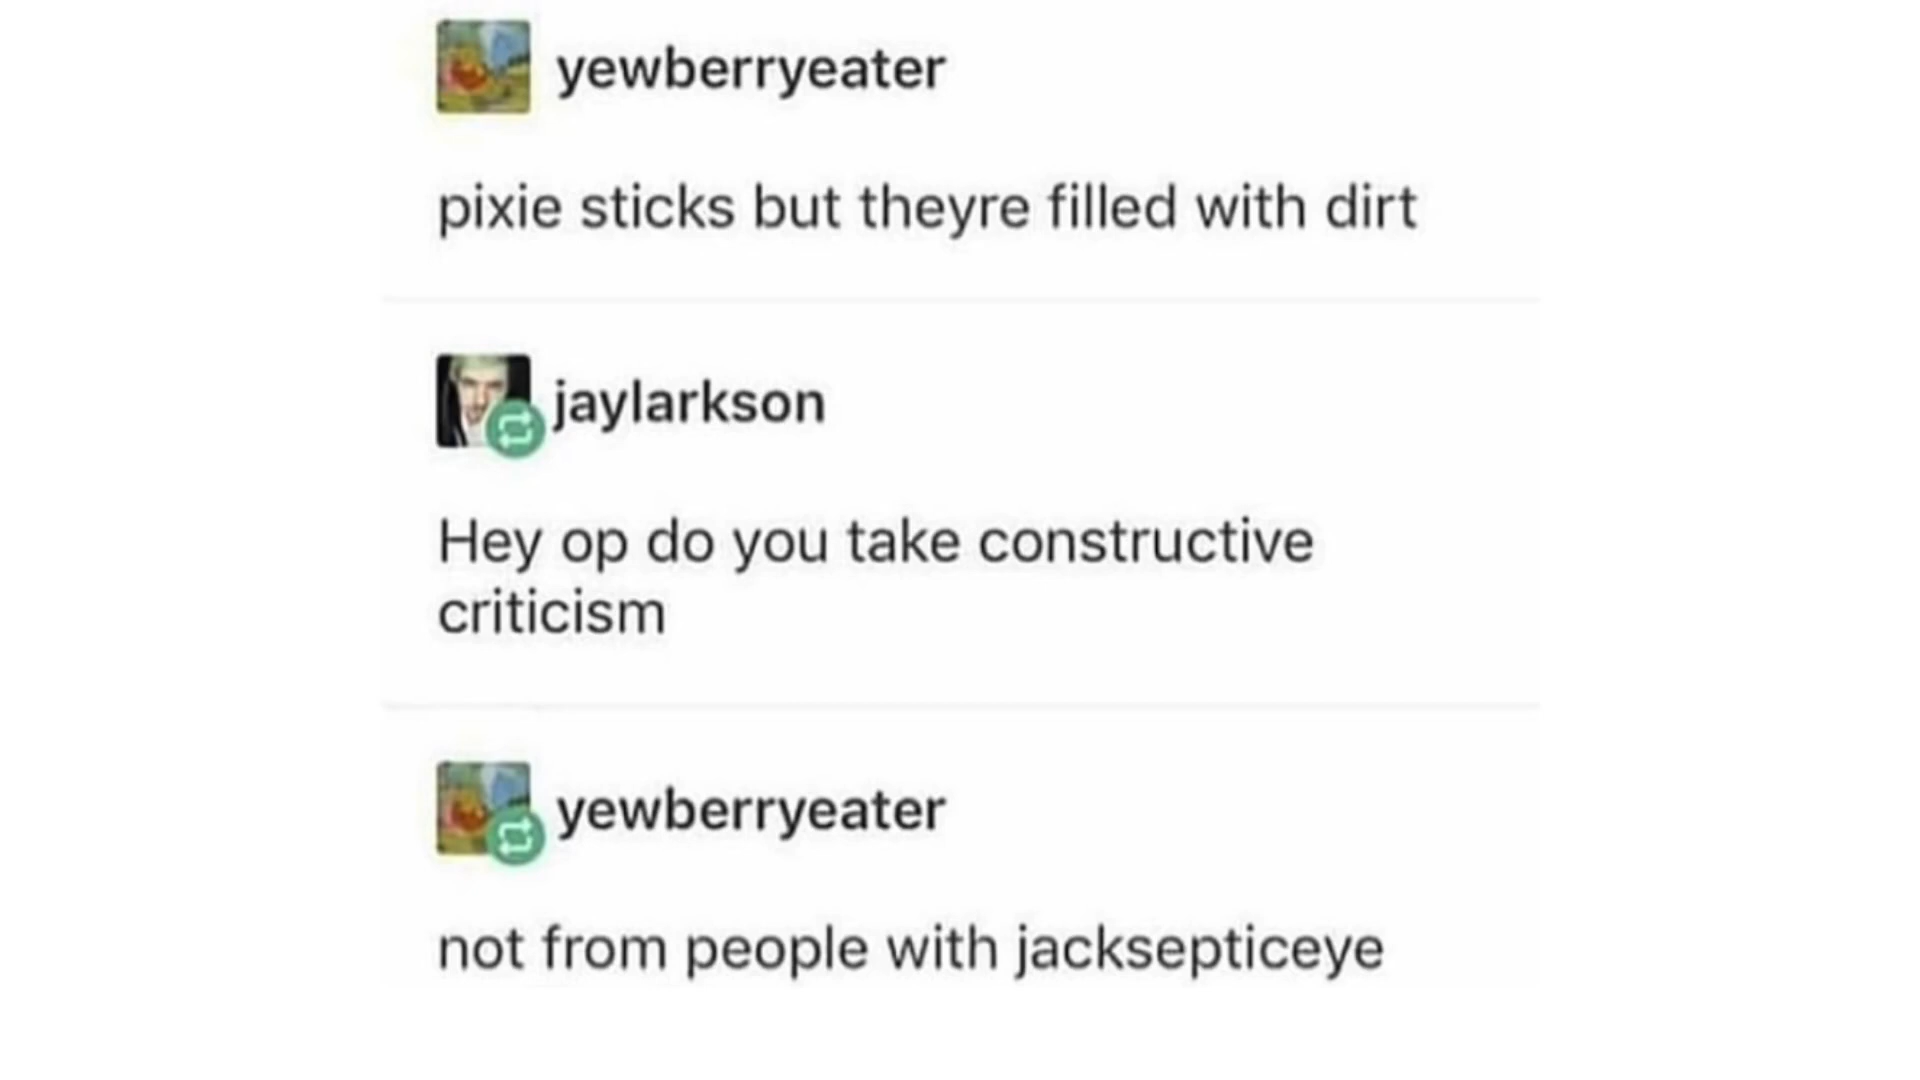 yewberryeater
pixie sticks but theyre filled with dirt
jaylarkson
Hey op do you take constructive
criticism
yewberryeater
not from people with jacksepticeye